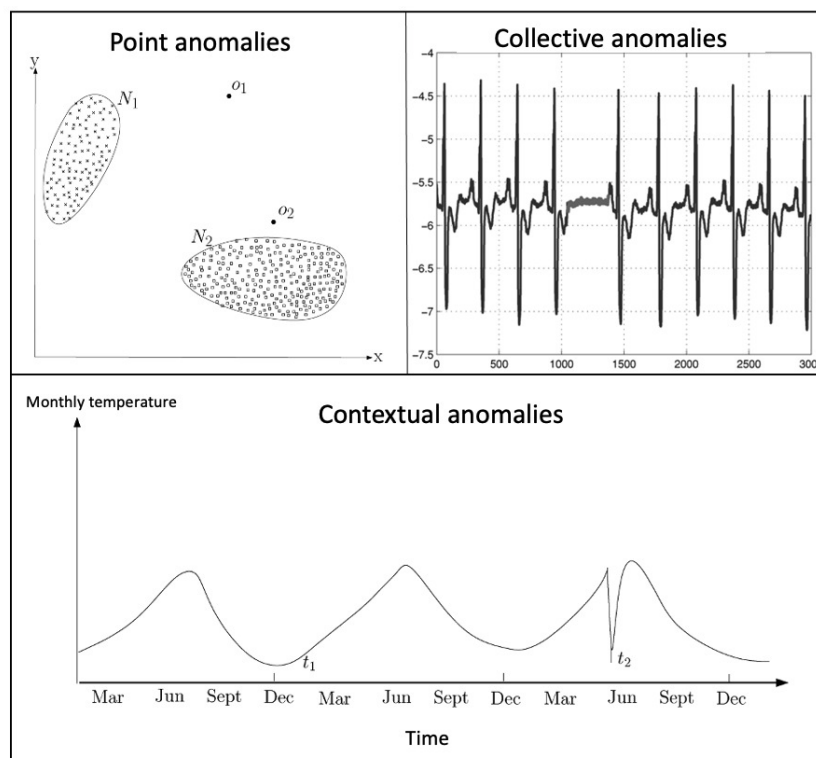 Point anomalies
y
N1
o1
o2
N2
x
Collective anomalies
−4
−4.5
−5
−5.5
−6
−6.5
−7
−7.5
0 500 1000 1500 2000 2500 300
Monthly temperature
Contextual anomalies
t1
t2
Mar Jun Sept Dec Mar Jun Sept Dec Mar Jun Sept Dec
Time